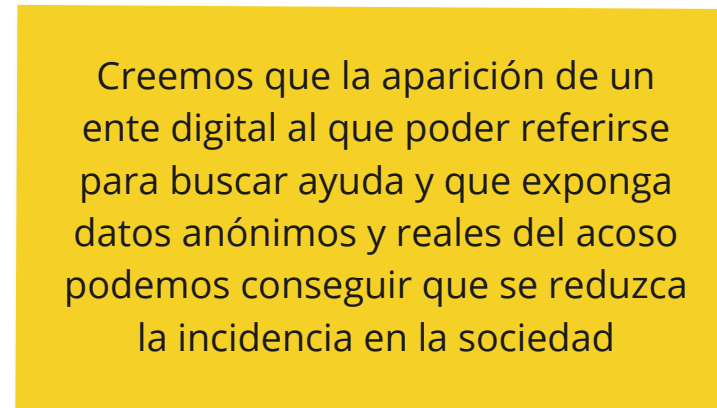 Creemos que la aparición de un
ente digital al que poder referirse
para buscar ayuda y que exponga
datos anónimos y reales del acoso
podemos conseguir que se reduzca
la incidencia en la sociedad